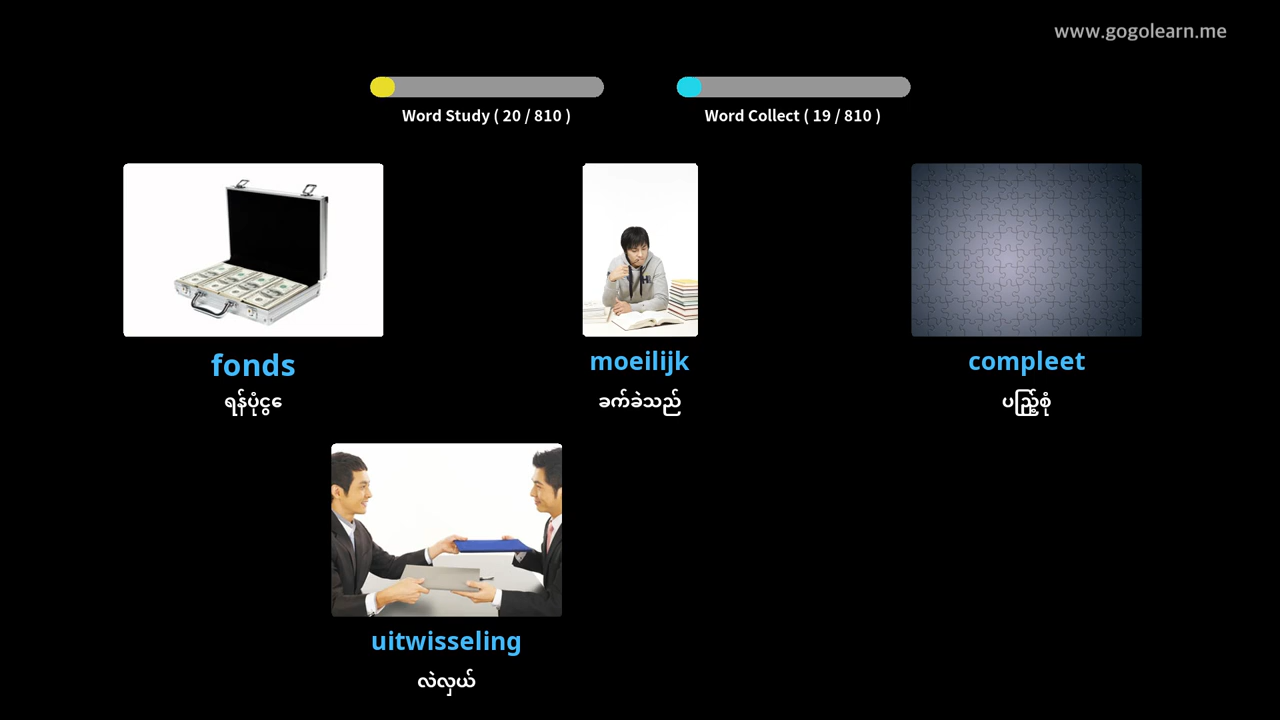 www.gogolearn.me
Word Study ( 20 / 810 )
Word Collect ( 19 / 810 )
fonds
moeilijk
compleet
ရန်ပုံငွေ
ခက်ခဲသည်
ပြည့်စုံ
uitwisseling
လဲလှယ်